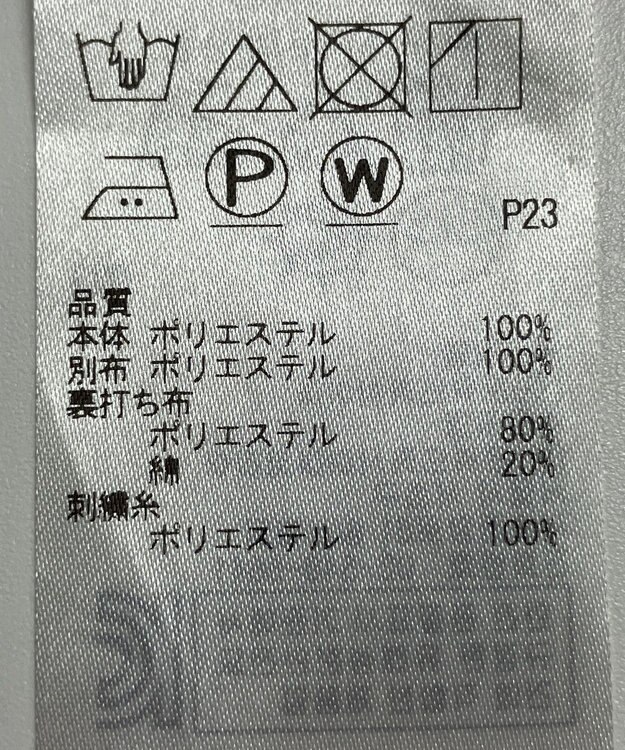 P W
P23
品質
本体 ポリエステル 100%
別布 ポリエステル 100%
裏打ち布
ポリエステル 80%
綿 20%
刺繍糸
ポリエステル 100%